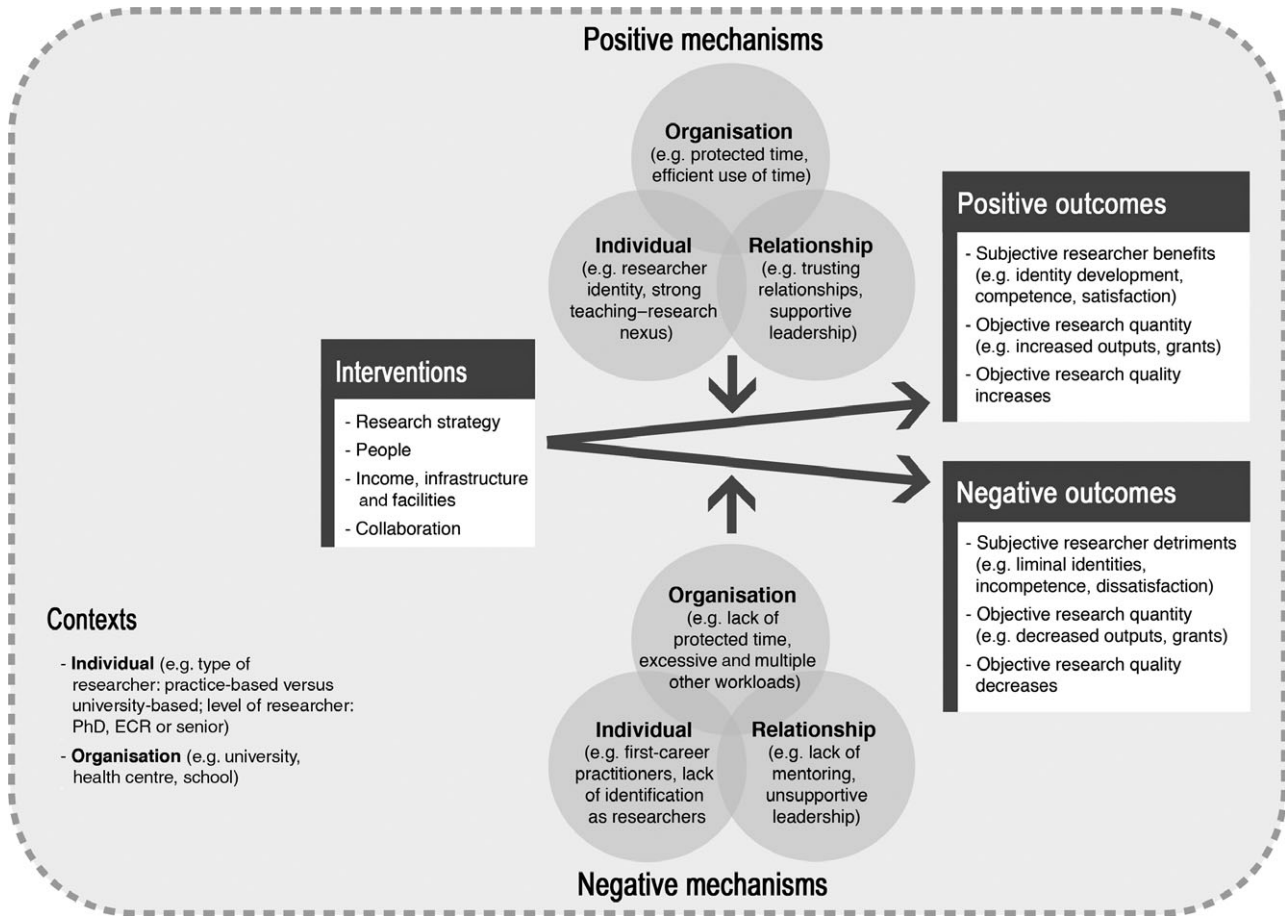 Positive mechanisms
Organisation
(e.g. protected time,
efficient use of time)
Individual
(e.g. researcher
identity, strong
teaching–research
nexus)
Relationship
(e.g. trusting
relationships,
supportive
leadership)
Interventions
- Research strategy
- People
- Income, infrastructure
and facilities
- Collaboration
Positive outcomes
- Subjective researcher benefits
(e.g. identity development,
competence, satisfaction)
- Objective research quantity
(e.g. increased outputs, grants)
- Objective research quality
increases
Negative outcomes
- Subjective researcher detriments
(e.g. liminal identities,
incompetence, dissatisfaction)
- Objective research quantity
(e.g. decreased outputs, grants)
- Objective research quality
decreases
Organisation
(e.g. lack of
protected time,
excessive and multiple
other workloads)
Individual
(e.g. first-career
practitioners, lack
of identification
as researchers
Relationship
(e.g. lack of
mentoring,
unsupportive
leadership)
Negative mechanisms
Contexts
- Individual (e.g. type of
researcher: practice-based versus
university-based; level of researcher:
PhD, ECR or senior)
- Organisation (e.g. university,
health centre, school)